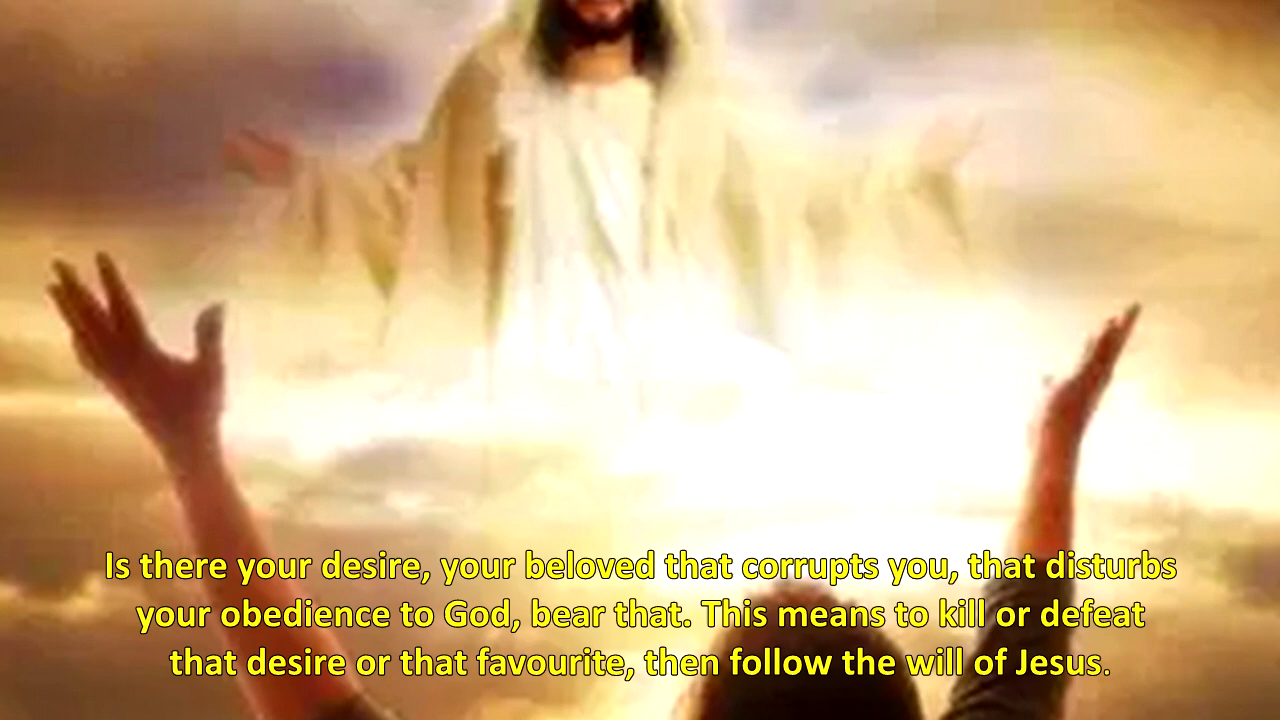 Is there your desire, your beloved that corrupts you, that disturbs
your obedience to God, bear that. This means to kill or defeat
that desire or that favourite, then follow the will of Jesus.